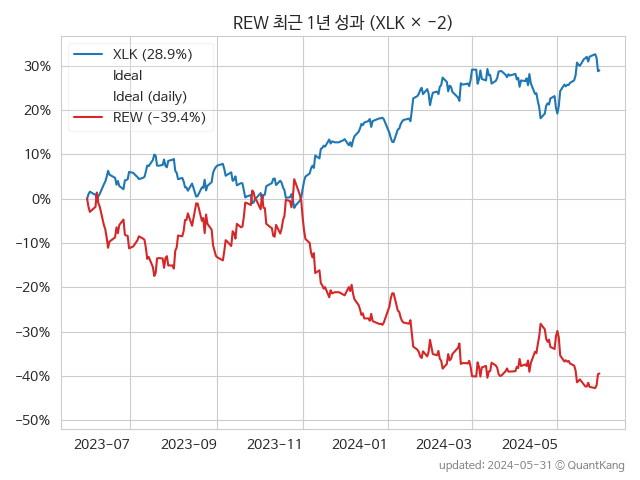 REW 최근 1년 성과 (XLK × −2)
XLK (28.9%)
Ideal
Ideal (daily)
REW (−39.4%)
30%
20%
10%
0%
−10%
−20%
−30%
−40%
−50%
2023−07 2023−09 2023−11 2024−01 2024−03 2024−05
updated: 2024−05−31 © QuantKang